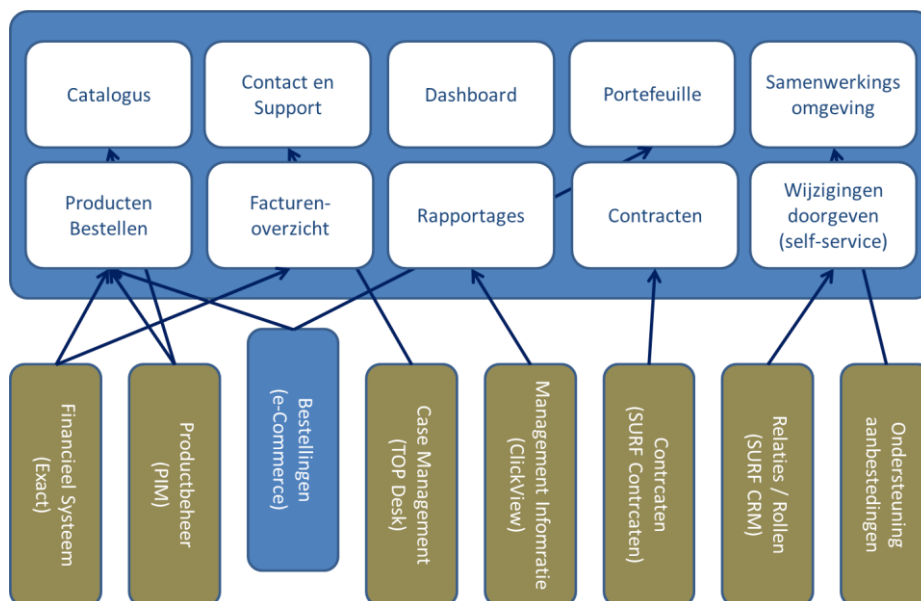 Catalogus
Contact en
Support
Dashboard
Portefeuille
Samenwerkings
omgeving
Producten
Bestellen
Facturen-
overzicht
Rapportages
Contracten
Wijzigingen
doorgeven
(self-service)
Financieel Systeem
(Exact)
Productbeheer
(PIM)
Bestellingen
(e-Commerce)
Case Management
(TOP Desk)
Management Infomratie
(ClickView)
Contrcaten
(SURF Contrcaten)
Relaties / Rollen
(SURF CRM)
Ondersteuning
aanbestedingen